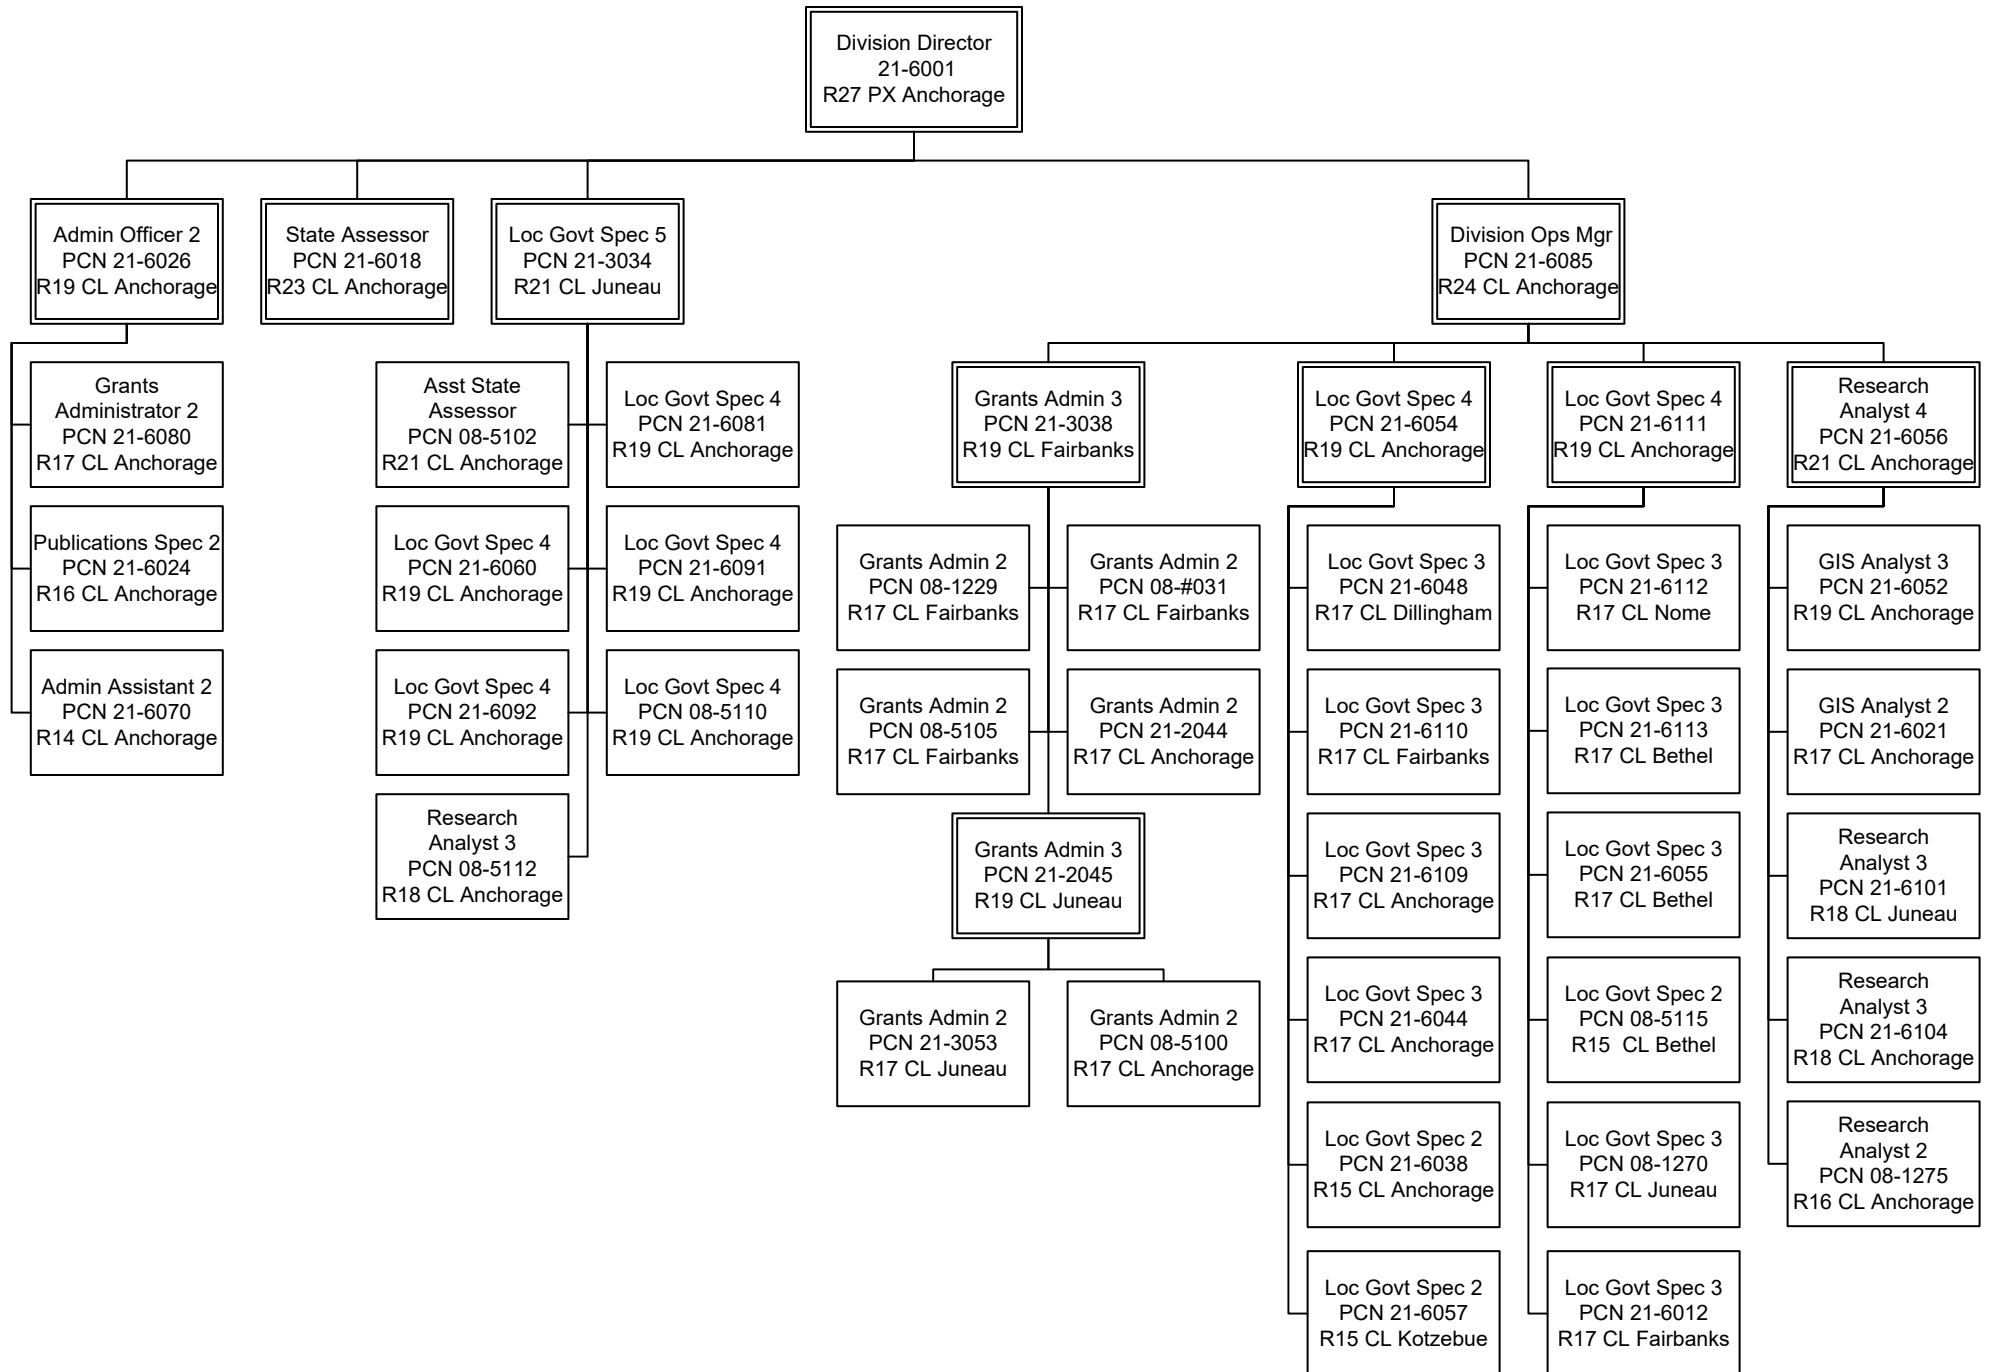 Division Director
21-6001
R27 PX Anchorage
Admin Officer 2
PCN 21-6026
R19 CL Anchorage
State Assessor
PCN 21-6018
R23 CL Anchorage
Loc Govt Spec 5
PCN 21-3034
R21 CL Juneau
Division Ops Mgr
PCN 21-6085
R24 CL Anchorage
Grants
Administrator 2
PCN 21-6080
R17 CL Anchorage
Publications Spec 2
PCN 21-6024
R16 CL Anchorage
Admin Assistant 2
PCN 21-6070
R14 CL Anchorage
Asst State
Assessor
PCN 08-5102
R21 CL Anchorage
Loc Govt Spec 4
PCN 21-6081
R19 CL Anchorage
Loc Govt Spec 4
PCN 21-6060
R19 CL Anchorage
Loc Govt Spec 4
PCN 21-6091
R19 CL Anchorage
Loc Govt Spec 4
PCN 21-6092
R19 CL Anchorage
Loc Govt Spec 4
PCN 08-5110
R19 CL Anchorage
Research
Analyst 3
PCN 08-5112
R18 CL Anchorage
Grants Admin 3
PCN 21-3038
R19 CL Fairbanks
Grants Admin 2
PCN 08-1229
R17 CL Fairbanks
Grants Admin 2
PCN 08-#031
R17 CL Fairbanks
Grants Admin 2
PCN 08-5105
R17 CL Fairbanks
Grants Admin 2
PCN 21-2044
R17 CL Anchorage
Grants Admin 3
PCN 21-2045
R19 CL Juneau
Grants Admin 2
PCN 21-3053
R17 CL Juneau
Grants Admin 2
PCN 08-5100
R17 CL Anchorage
Loc Govt Spec 4
PCN 21-6054
R19 CL Anchorage
Loc Govt Spec 3
PCN 21-6048
R17 CL Dillingham
Loc Govt Spec 3
PCN 21-6110
R17 CL Fairbanks
Loc Govt Spec 3
PCN 21-6109
R17 CL Anchorage
Loc Govt Spec 3
PCN 21-6044
R17 CL Anchorage
Loc Govt Spec 2
PCN 21-6038
R15 CL Anchorage
Loc Govt Spec 2
PCN 21-6057
R15 CL Kotzebue
Loc Govt Spec 4
PCN 21-6111
R19 CL Anchorage
Loc Govt Spec 3
PCN 21-6112
R17 CL Nome
Loc Govt Spec 3
PCN 21-6113
R17 CL Bethel
Loc Govt Spec 3
PCN 21-6055
R17 CL Bethel
Loc Govt Spec 2
PCN 08-5115
R15  CL Bethel
Loc Govt Spec 3
PCN 08-1270
R17 CL Juneau
Loc Govt Spec 3
PCN 21-6012
R17 CL Fairbanks
Research
Analyst 4
PCN 21-6056
R21 CL Anchorage
GIS Analyst 3
PCN 21-6052
R19 CL Anchorage
GIS Analyst 2
PCN 21-6021
R17 CL Anchorage
Research
Analyst 3
PCN 21-6101
R18 CL Juneau
Research
Analyst 3
PCN 21-6104
R18 CL Anchorage
Research
Analyst 2
PCN 08-1275
R16 CL Anchorage